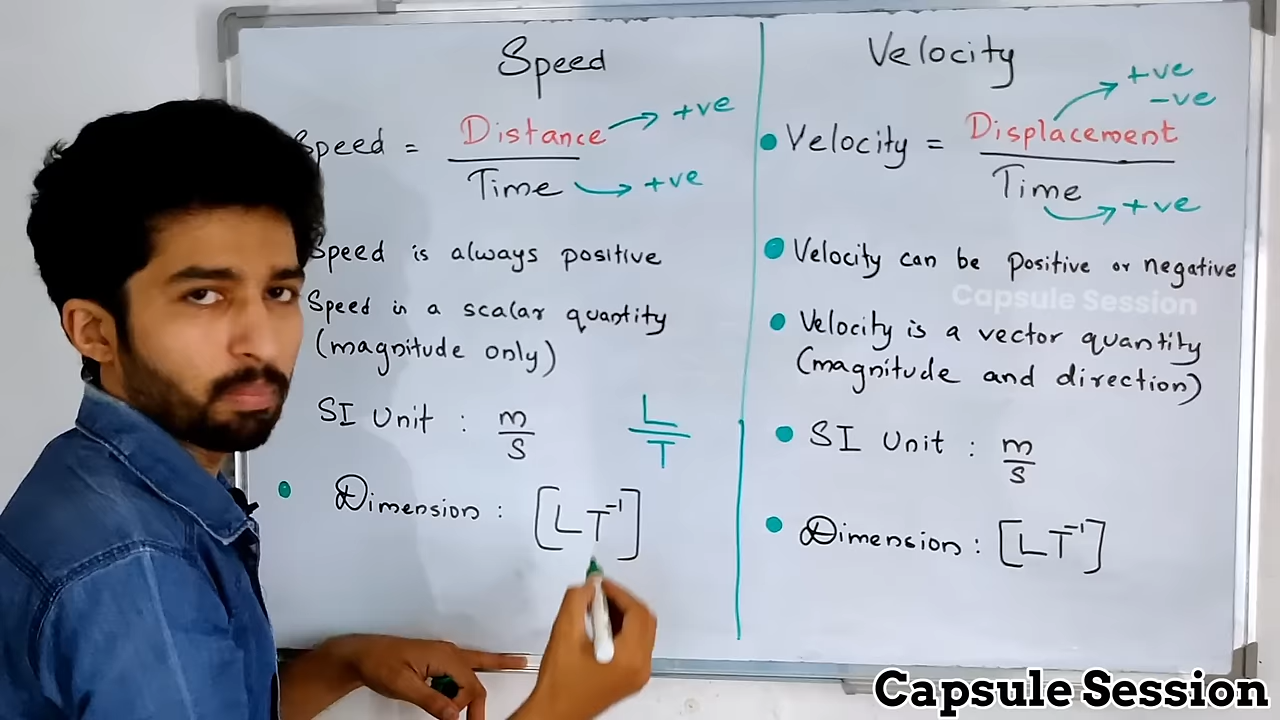 Speed
Distance → +ve
Speed =
Time → +ve
Speed is always positive
Speed is a scalar quantity
(magnitude only)
SI Unit : m/s
L/T
• Dimension : [LT⁻¹]
Velocity
+ve
-ve
• Velocity = Displacement
Time → +ve
• Velocity can be positive or negative
Capsule Session
• Velocity is a vector quantity
(magnitude and direction)
• SI Unit : m/s
• Dimension : [LT⁻¹]
Capsule Session